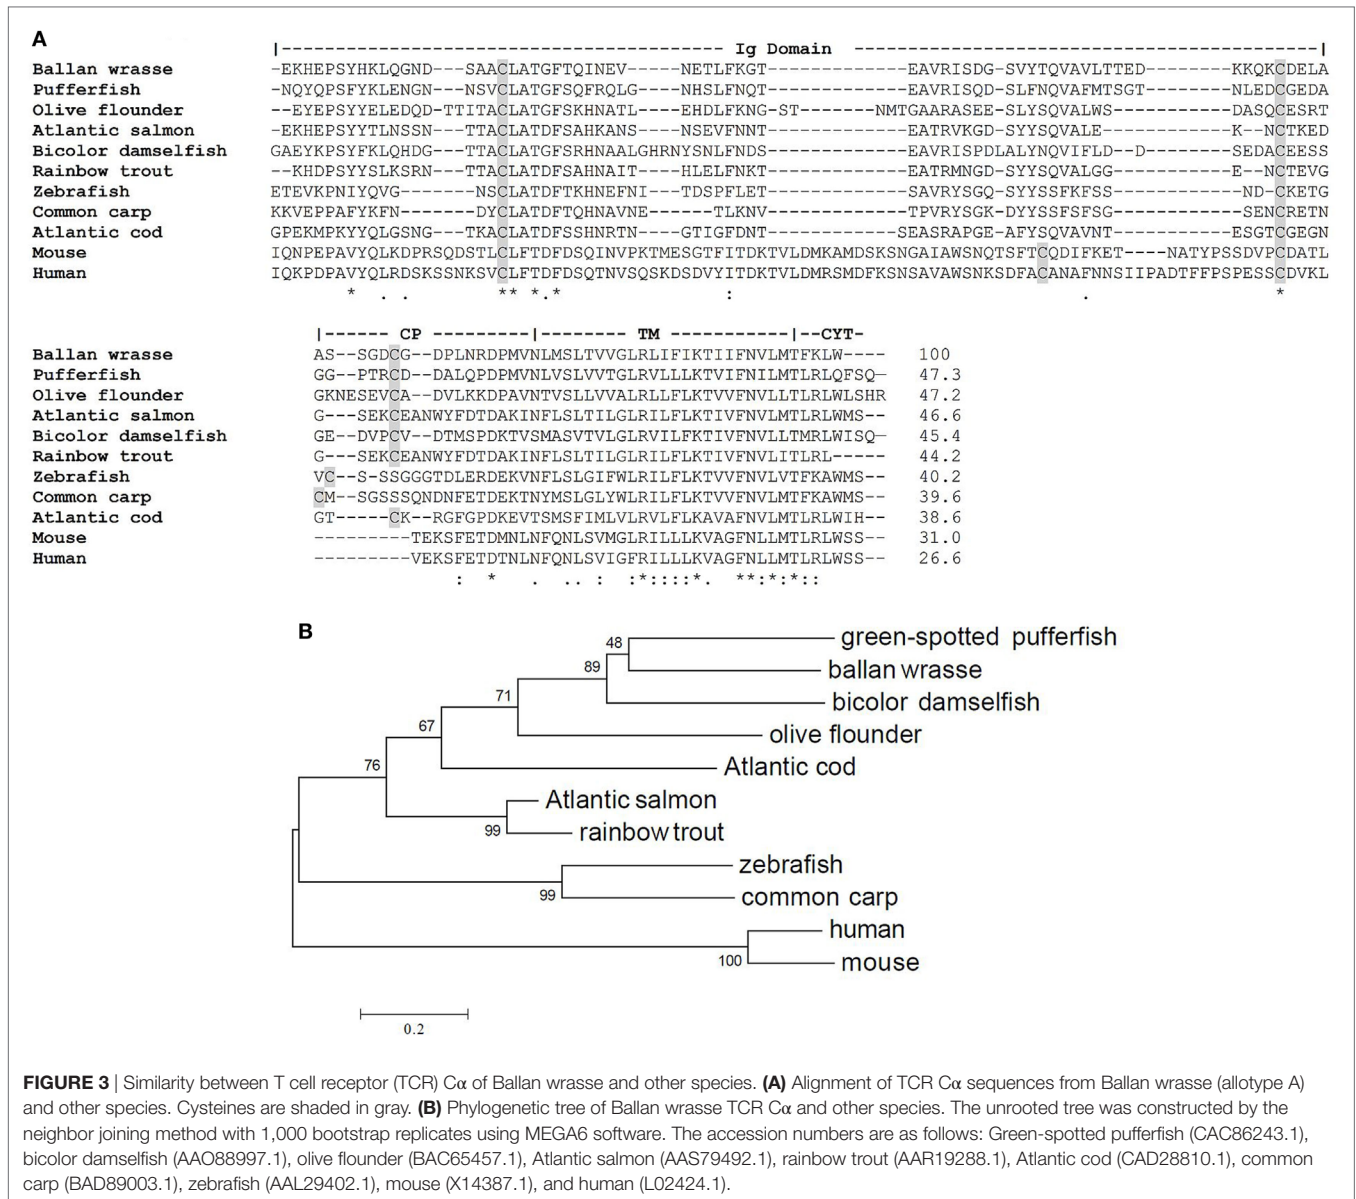 A
|---------------------------------------- Ig Domain ------------------------------------------|
Ballan wrasse -EKHEPSYHKLQGND---SAACLATGFTQINEV-----NETLFKGT-------------EAVRISDG-SVYTQVAVLTTED--------KKQKCDELA
Pufferfish -NQYQPSFYKLENGN---NSVCLATGFSQFRQLG----NHSLFNQT-------------EAVRISQD-SLFNQVAFMTSGT--------NLEDCGEDA
Olive flounder --EYEPSYYELEDQD-TTITACLATGFSKHNATL----EHDLFKNG-ST-------NMTGAARASEE-SLYSQVALWS-----------DASQCESRT
Atlantic salmon -EKHEPSYYTLNSSN---TTACLATDFSAHKANS----NSEVFNNT-------------EATRVKGD-SYYSQVALE------------K--NCTKED
Bicolor damselfish GAEYKPSYFKLQHDG---TTACLATGFSRHNAALGHRNYSNLFNDS-------------EAVRISPDLALYNQVIFLD--D--------SEDACEESS
Rainbow trout --KHDPSYYSLKSRN---TTACLATDFSAHNAIT----HLELFNKT-------------EATRMNGD-SYYSQVALGG-----------E--NCTEVG
Zebrafish ETEVKPNIYQVG-------NSCLATDFTKHNEFNI---TDSPFLET-------------SAVRYSGQ-SYYSSFKFSS-----------ND-CKETG
Common carp KKVEPPAFYKFN-------DYCLATDFTQHNAVNE------TLKNV-------------TPVRYSGK-DYYSSFSFSG------------SENCRETN
Atlantic cod GPEKMPKYYQLGSNG---TKACLATDFSSHNRTN----GTIGFDNT------------SEASRAPGE-SAYSQVAVNT-----------ESGTCGEGN
Mouse IQNPEPAVYQLKDPRSQDSTLCLFTDFDSQINVPKTMESGTFITDKTVLDMKAMDSKSNGAIAWSNQTSFTCQDIFKET----NATYPSSDVPCDATL
Human IQKPDPAVYQLRDSKSSNKSVCLFTDFDSQTNVSQSKDSDVYITDKTVLDMRSMDFKSNSAVAWSNKSDFACANAFNNSIIPADTFFPSPESSCDVKL
* . . ** *.* : . *
|------ CP ---------|-------- TM -----------|--CYT-
Ballan wrasse AS--SGDCG--DPLNRDPMVNLMSLTVVGLRLIFIKTIIFNVLMTFKLW---- 100
Pufferfish GG--PTRCD--DALQPDPMVNLVSLVVTGLRVLLLKTVIFNILMTLRLQFSQ- 47.3
Olive flounder GKNESEVCA--DVLKKDPAVNTVSLLVVALRLLFLKTIVFNVLLTLRLWLSHR 47.2
Atlantic salmon G---SEKCEANWYFDTDAKINFLSLTILGLRILFLKTIVFNVLMTLRLWMS-- 46.6
Bicolor damselfish GE--DVPCV--DTMSPDKTVSMASVTVLGLRVILFKTIVFNVLLTMRLWISQ- 45.4
Rainbow trout G---SEKCEANWYFDTDAKINFLSLTILGLRILFLKTIVFNVLITLRL----- 44.2
Zebrafish VC--S-SSGGGTDLERDEKVNFLSLGIFWLRILFLKTVVFNVLVTFKAWMS-- 40.2
Common carp CM--SGSSSQNDNFETDEKTNYMSLGLYWLRILFLKTVVFNVLMTFKAWMS-- 39.6
Atlantic cod GT-----CK--RGFGPDKEVTSMSFIMLVLRVLFLKAVAFNVLMTLRLWIH-- 38.6
Mouse ---------TEKSFETDMNLNFQNLSVMGLRILLLKVAGFNLLMTLRLWSS-- 31.0
Human ---------VEKSFETDTNLNFQNLSVIGFRILLLKVAGFNLLMTLRLWSS-- 26.6
: * . .. : :*::::*. **:*:*::
B
48
green-spotted pufferfish
89
ballan wrasse
bicolor damselfish
71
olive flounder
67
Atlantic cod
76
Atlantic salmon
99
rainbow trout
zebrafish
99
common carp
human
100
mouse
0.2
FIGURE 3 | Similarity between T cell receptor (TCR) Cα of Ballan wrasse and other species. (A) Alignment of TCR Cα sequences from Ballan wrasse (allotype A)
and other species. Cysteines are shaded in gray. (B) Phylogenetic tree of Ballan wrasse TCR Cα and other species. The unrooted tree was constructed by the
neighbor joining method with 1,000 bootstrap replicates using MEGA6 software. The accession numbers are as follows: Green-spotted pufferfish (CAC86243.1),
bicolor damselfish (AAO88997.1), olive flounder (BAC65457.1), Atlantic salmon (AAS79492.1), rainbow trout (AAR19288.1), Atlantic cod (CAD28810.1), common
carp (BAD89003.1), zebrafish (AAL29402.1), mouse (X14387.1), and human (L02424.1).